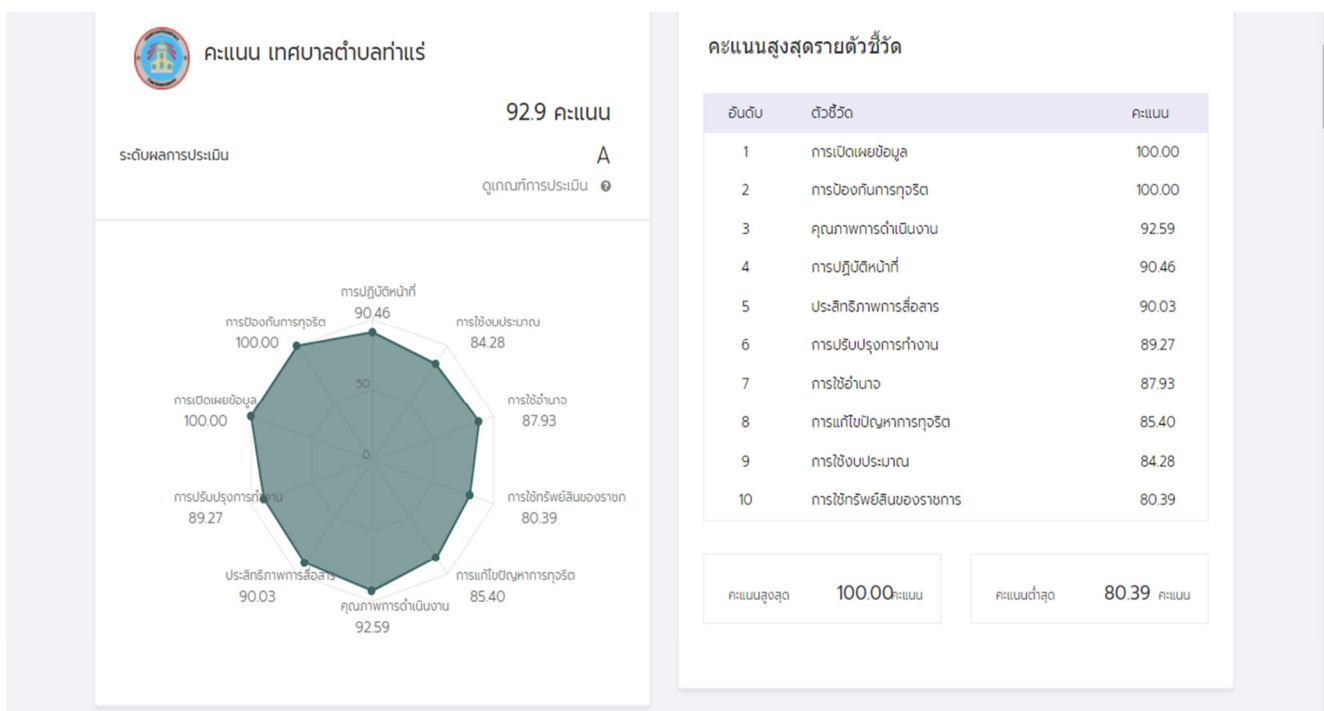 คะแนน เทศบาลตำบลท่าแร่
92.9 คะแนน
ระดับผลการประเมิน A
ดูเกณฑ์การประเมิน
การปฏิบัติหน้าที่
90.46
การใช้งบประมาณ
84.28
การใช้อำนาจ
87.93
การใช้ทรัพย์สินของราชก
80.39
การแก้ไขปัญหาการทุจริต
85.40
คุณภาพการดำเนินงาน
92.59
ประสิทธิภาพการสื่อสาร
90.03
การปรับปรุงการทำงาน
89.27
การเปิดเผยข้อมูล
100.00
การป้องกันการทุจริต
100.00
50
0
คะแนนสูงสุดรายตัวชี้วัด
อันดับ ตัวชี้วัด คะแนน
1 การเปิดเผยข้อมูล 100.00
2 การป้องกันการทุจริต 100.00
3 คุณภาพการดำเนินงาน 92.59
4 การปฏิบัติหน้าที่ 90.46
5 ประสิทธิภาพการสื่อสาร 90.03
6 การปรับปรุงการทำงาน 89.27
7 การใช้อำนาจ 87.93
8 การแก้ไขปัญหาการทุจริต 85.40
9 การใช้งบประมาณ 84.28
10 การใช้ทรัพย์สินของราชการ 80.39
คะแนนสูงสุด 100.00คะแนน
คะแนนต่ำสุด 80.39 คะแนน